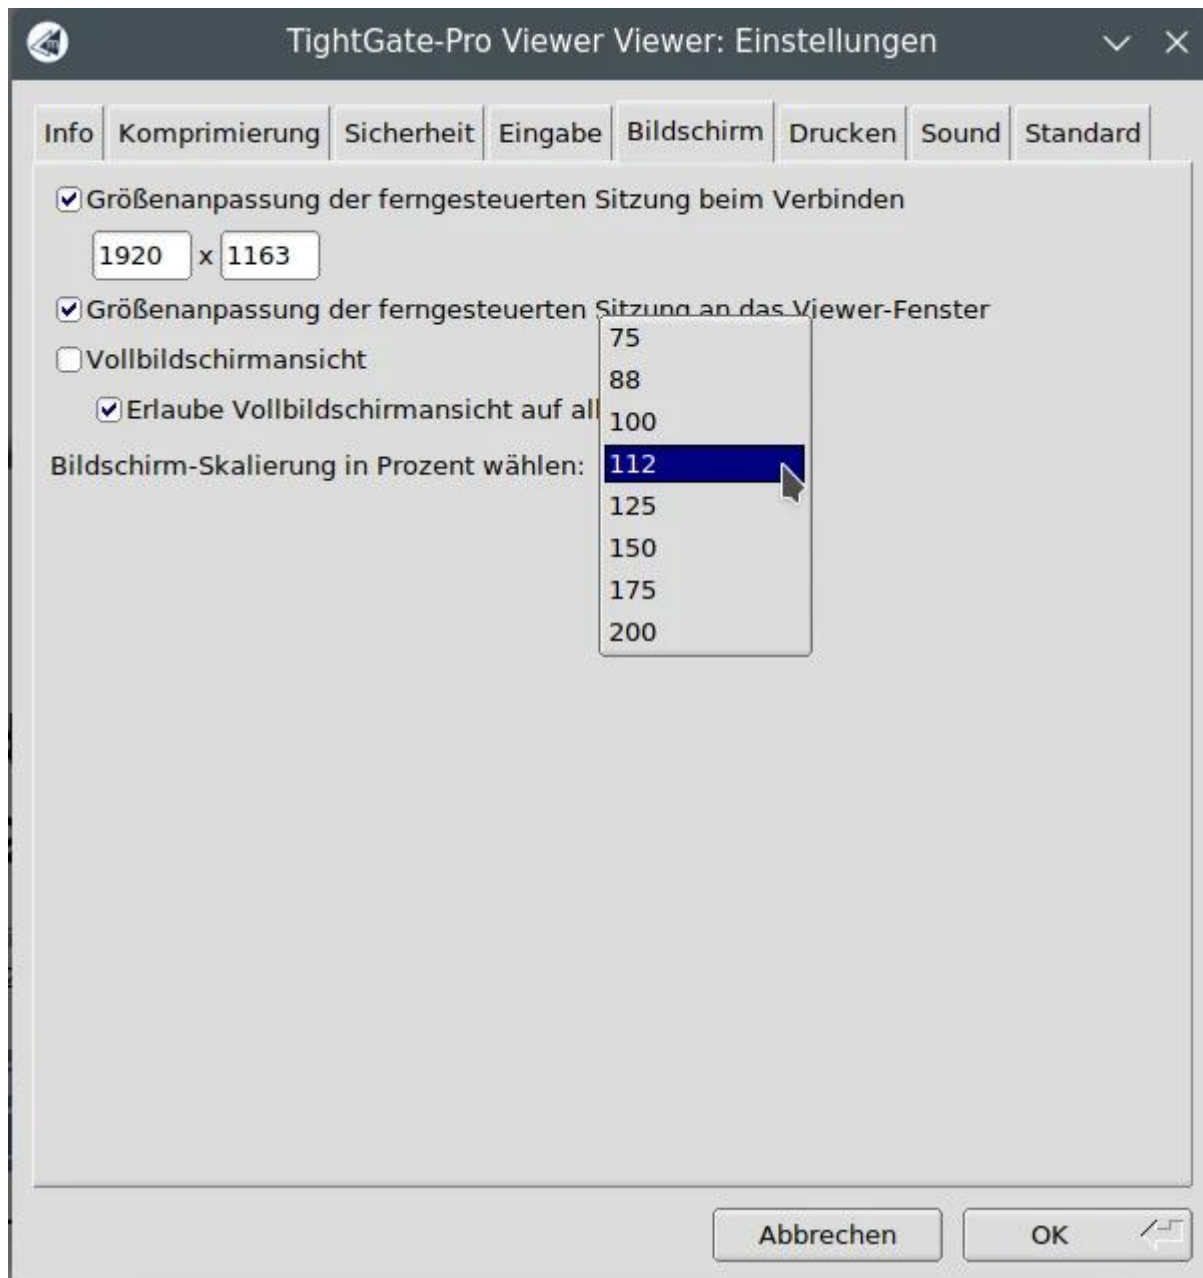 TightGate-Pro Viewer Viewer: Einstellungen
Info Komprimierung Sicherheit Eingabe Bildschirm Drucken Sound Standard
Größenanpassung der ferngesteuerten Sitzung beim Verbinden
1920 x 1163
Größenanpassung der ferngesteuerten Sitzung an das Viewer-Fenster
Vollbildschirmansicht
Erlaube Vollbildschirmansicht auf
Bildschirm-Skalierung in Prozent wählen:
75
88
100
112
125
150
175
200
Abbrechen OK